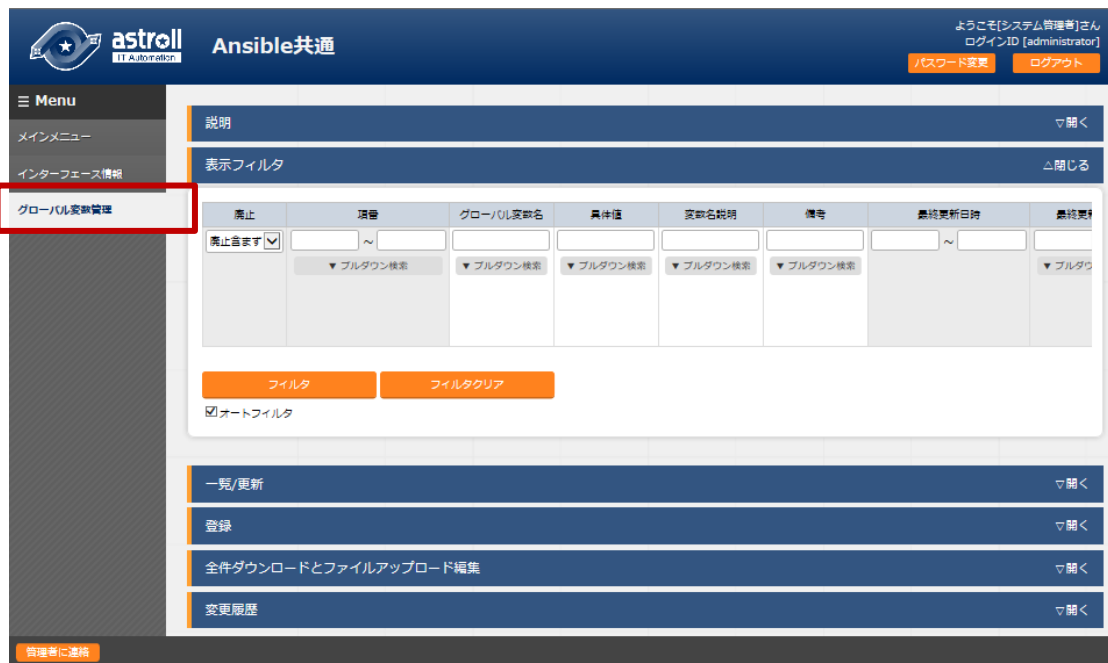 astroll
IT Automation
Ansible共通
ようこそ[システム管理者]さん
ログインID [administrator]
パスワード変更
ログアウト
☰ Menu
メインメニュー
インターフェース情報
グローバル変数管理
説明
▽開く
表示フィルタ
△閉じる
廃止
項番
グローバル変数名
具体値
変数名説明
備考
最終更新日時
最終更新
廃止含まず
～
～
▼ プルダウン検索
▼ プルダウン検索
▼ プルダウン検索
▼ プルダウン検索
▼ プルダウン検索
▼ プルダウ
フィルタ
フィルタクリア
オートフィルタ
一覧/更新
▽開く
登録
▽開く
全件ダウンロードとファイルアップロード編集
▽開く
変更履歴
▽開く
管理者に連絡